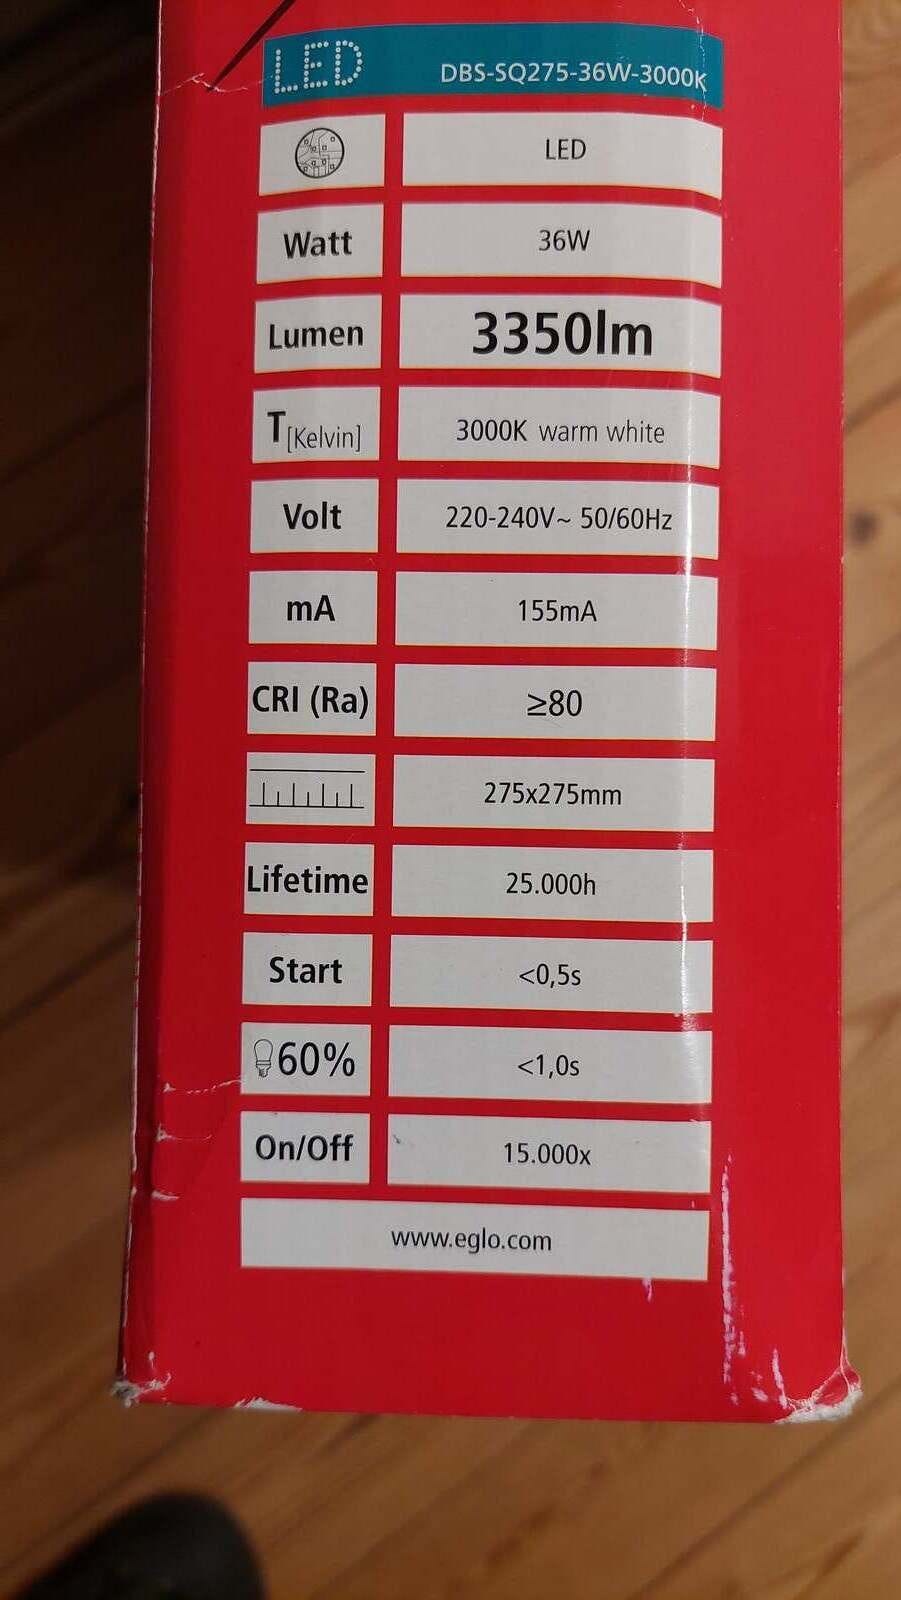 LED DBS-SQ275-36W-3000K
LED
Watt 36W
Lumen 3350lm
T[Kelvin] 3000K warm white
Volt 220-240V~ 50/60Hz
mA 155mA
CRI (Ra) ≥80
275x275mm
Lifetime 25.000h
Start <0,5s
60% <1,0s
On/Off 15.000x
www.eglo.com